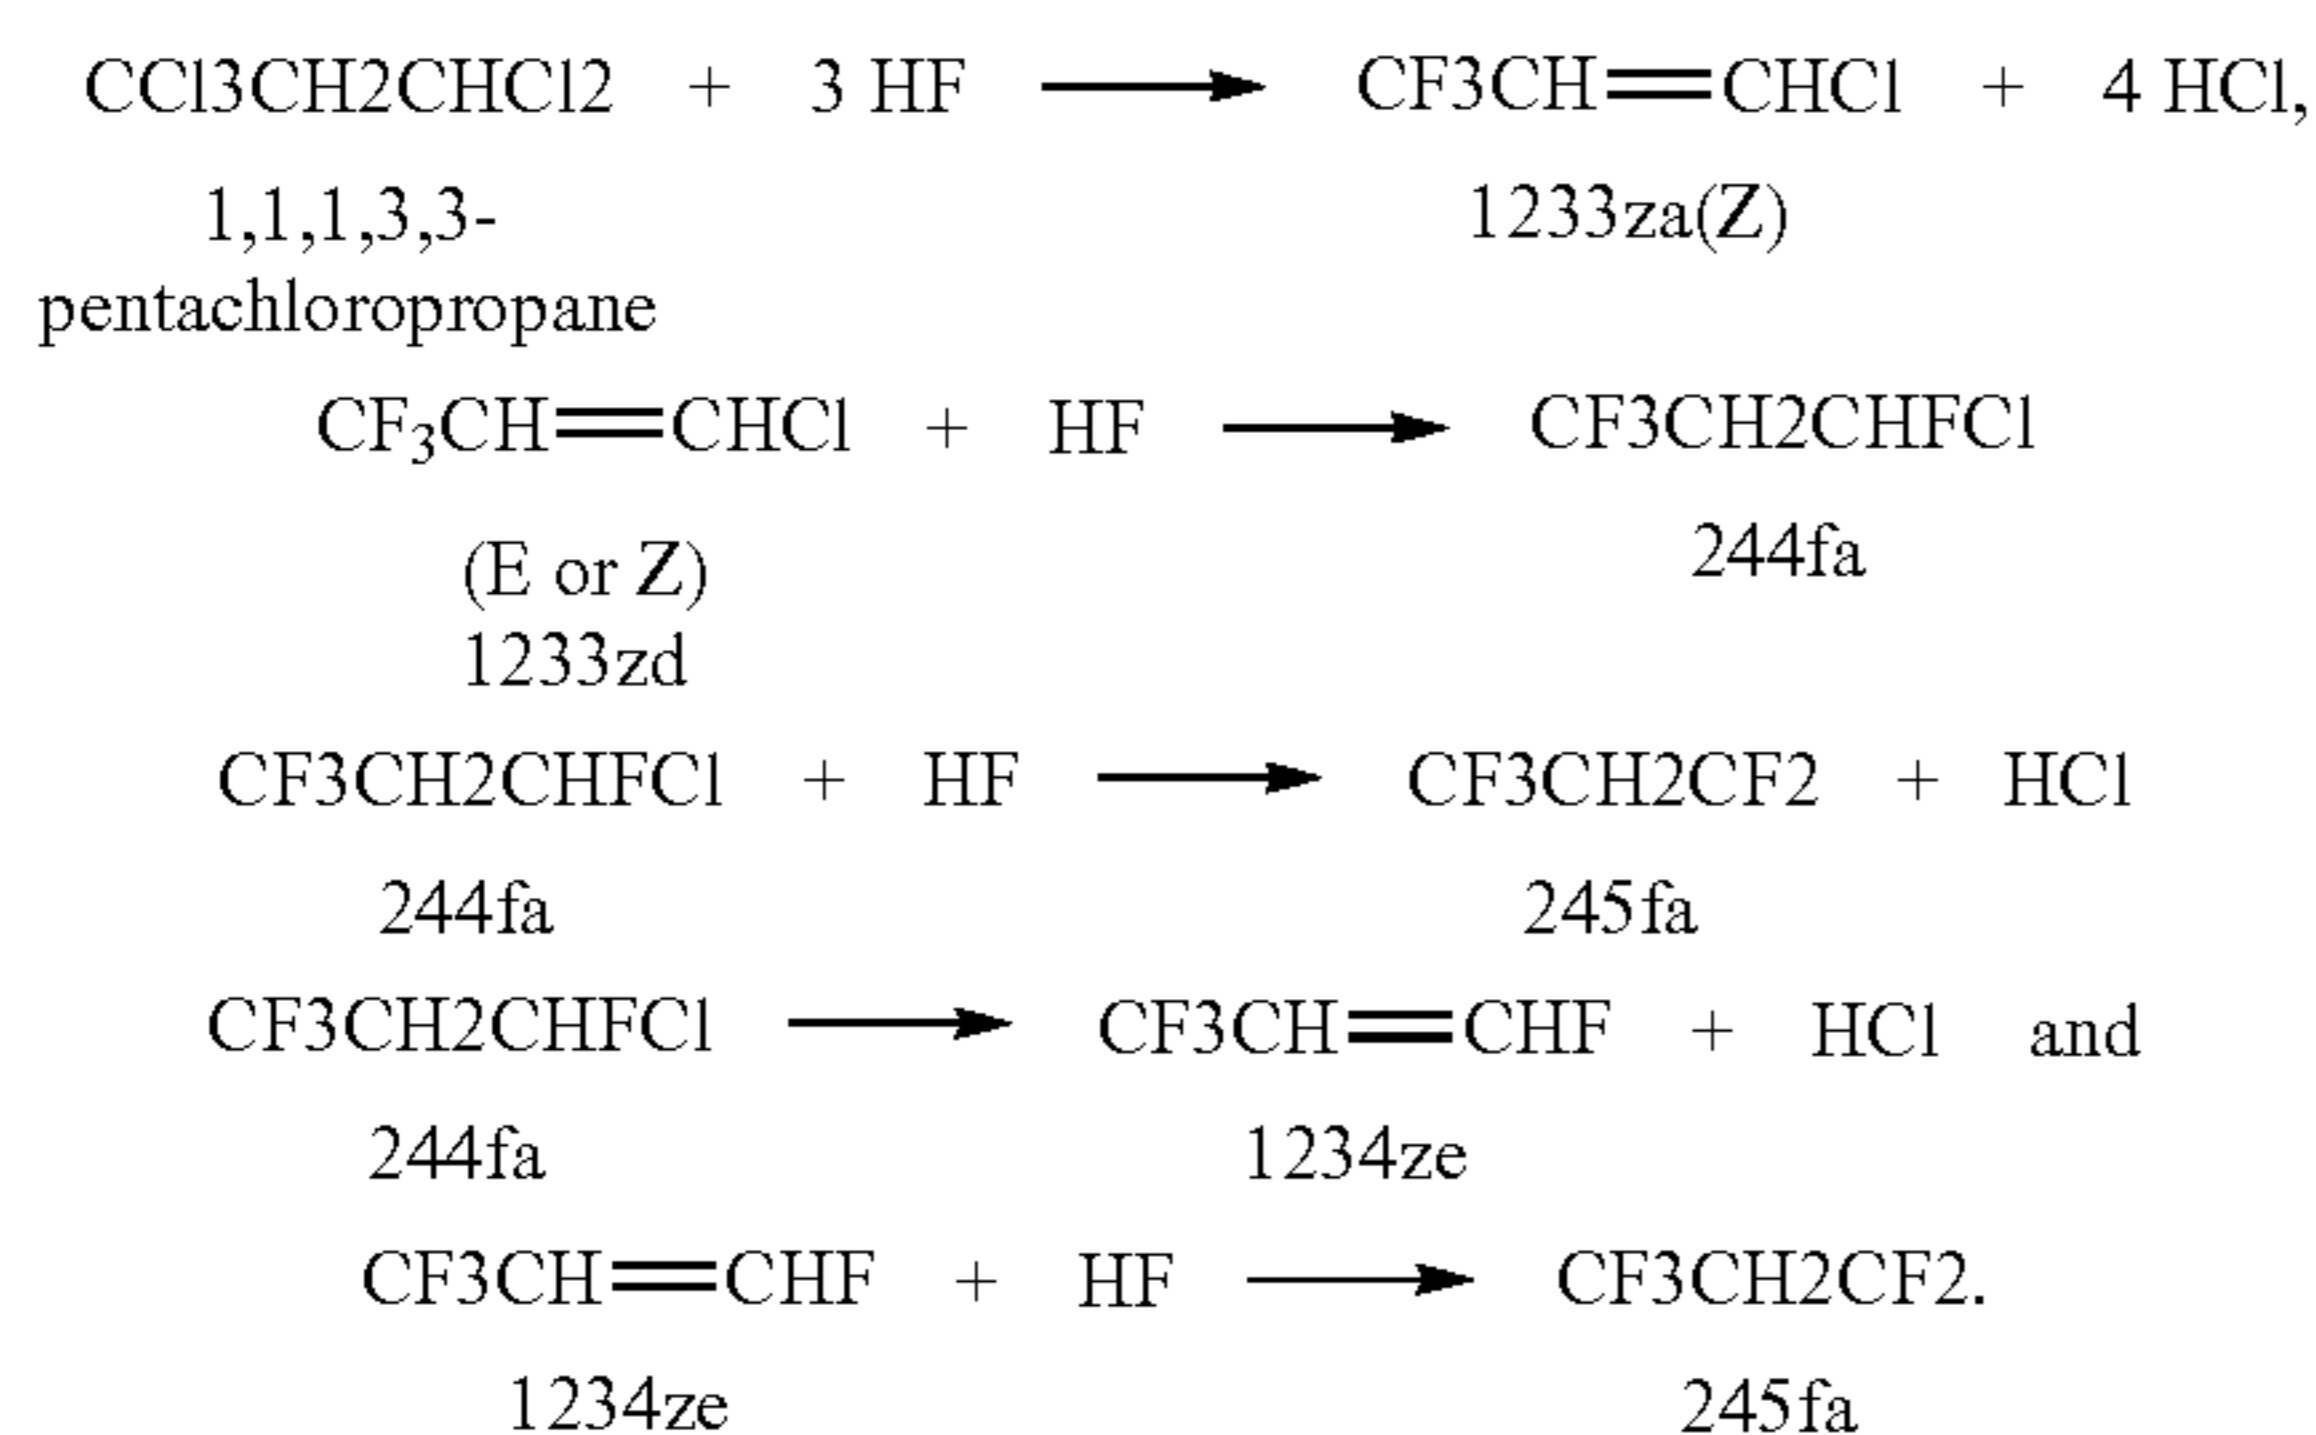 CCl3CH2CHCl2 + 3 HF ⟶ CF3CH=CHCl + 4 HCl,
1,1,1,3,3- 1233za(Z)
pentachloropropane
CF₃CH=CHCl + HF ⟶ CF3CH2CHFCl
(E or Z) 244fa
1233zd
CF3CH2CHFCl + HF ⟶ CF3CH2CF2 + HCl
244fa 245fa
CF3CH2CHFCl ⟶ CF3CH=CHF + HCl and
244fa 1234ze
CF3CH=CHF + HF ⟶ CF3CH2CF2.
1234ze 245fa